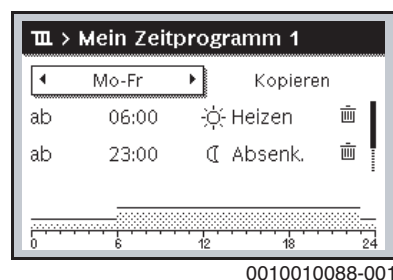 > Mein Zeitprogramm 1
Mo-Fr Kopieren
ab 06:00 Heizen
ab 23:00 Absenk.
0 6 12 18 24
0010010088-001